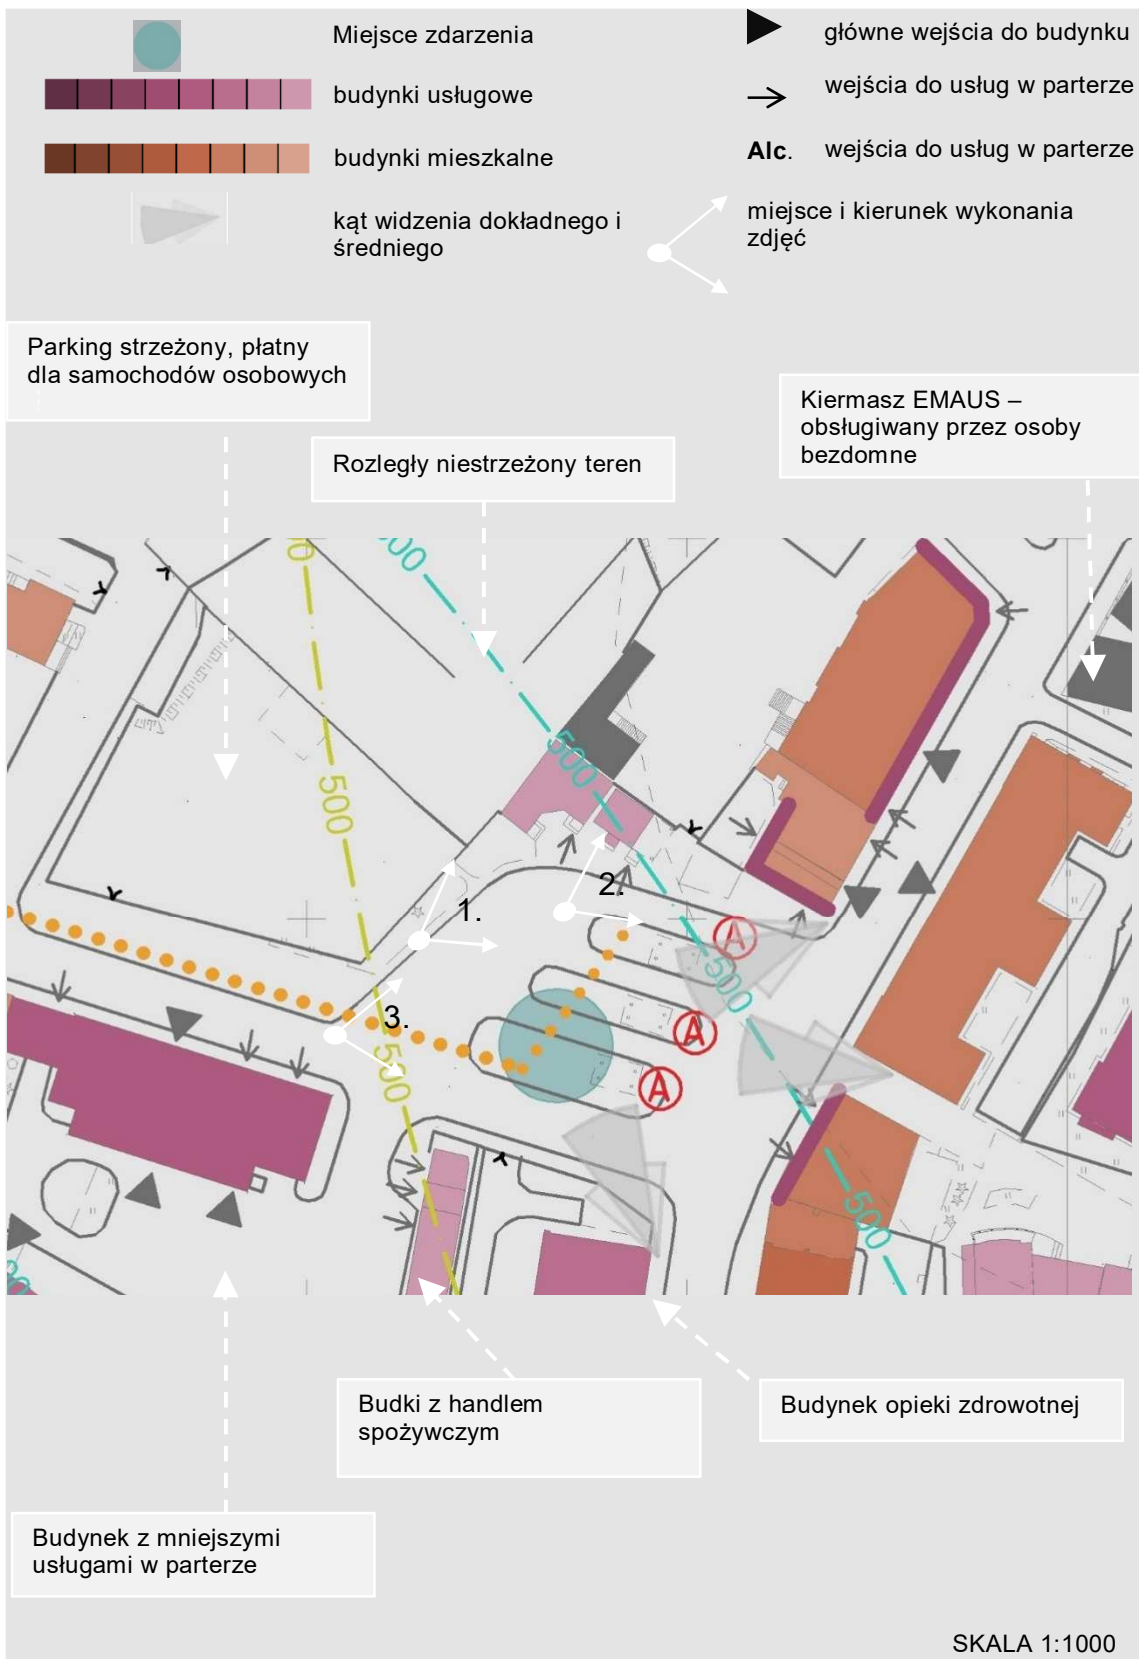 Miejsce zdarzenia
budynki usługowe
budynki mieszkalne
kąt widzenia dokładnego i
średniego
główne wejścia do budynku
wejścia do usług w parterze
Alc. wejścia do usług w parterze
miejsce i kierunek wykonania
zdjęć
Parking strzeżony, płatny
dla samochodów osobowych
Kiermasz EMAUS –
obsługiwany przez osoby
bezdomne
Rozległy niestrzeżony teren
00
00
500
500
1.
2.
A
500
3.
A
500
A
500
00
Budki z handlem
spożywczym
Budynek opieki zdrowotnej
Budynek z mniejszymi
usługami w parterze
SKALA 1:1000